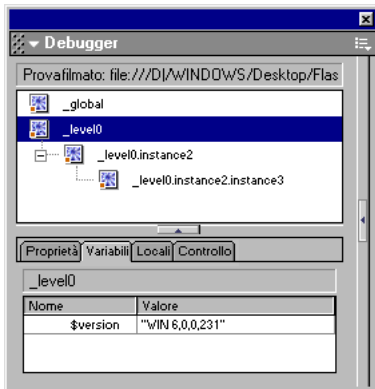 Debugger
Provafilmato: file:///D|/WINDOWS/Desktop/Flas
_global
_level0
_level0.instance2
_level0.instance2.instance3
Proprietà Variabili Locali Controllo
_level0
Nome Valore
$version "WIN 6,0,0,231"